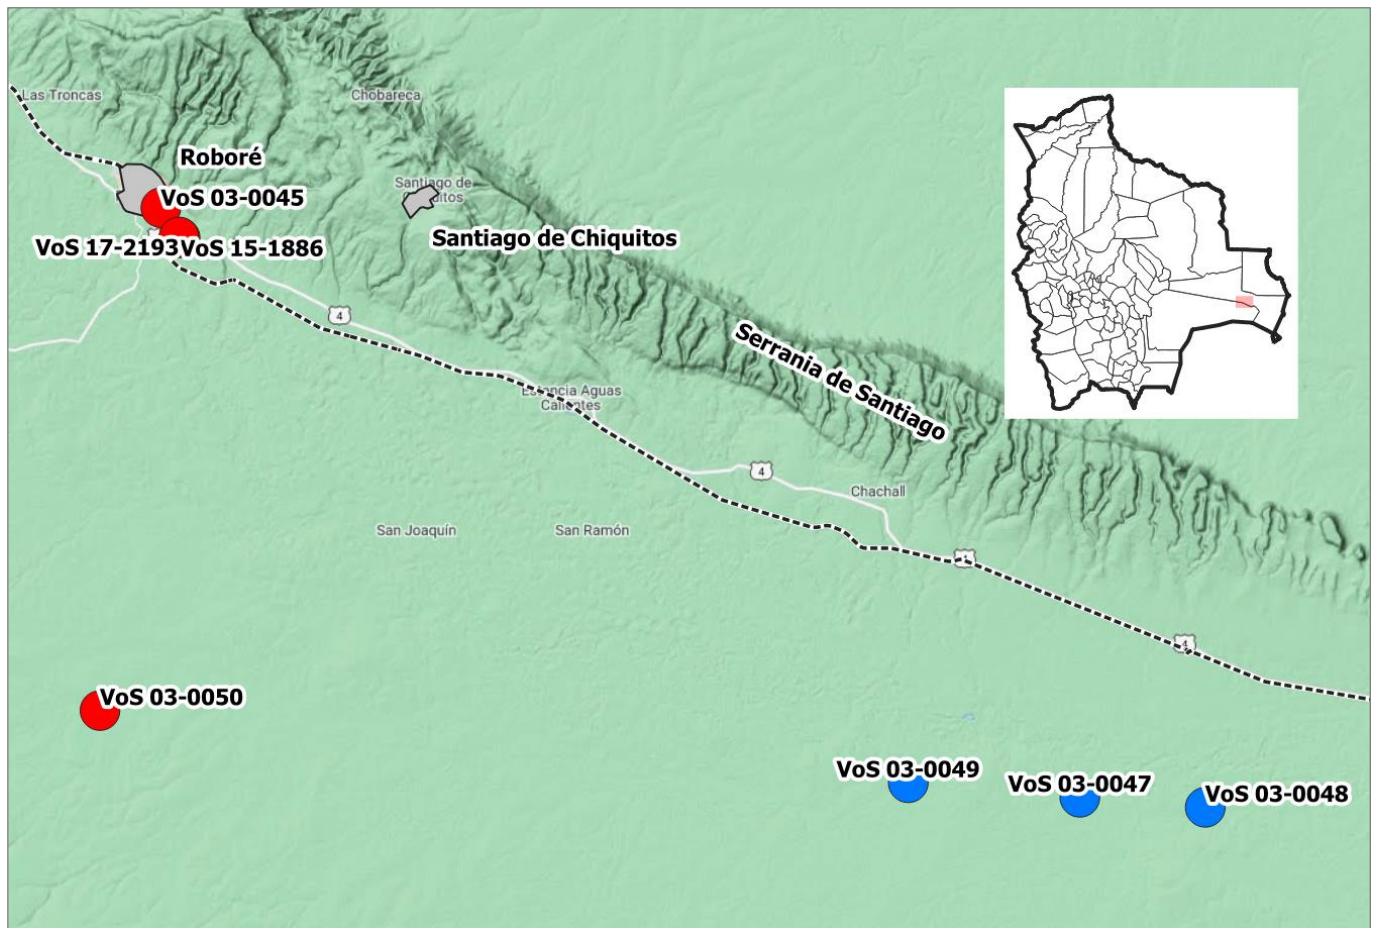 Las Troncas
Chobareca
Roboré
Santiago de
VoS 03-0045
Santiago de Chiquitos
VoS 17-2193
VoS 15-1886
4
Serrania de Santiago
Estancia Aguas
Calientes
4
Chachall
San Joaquín
San Ramón
4
4
VoS 03-0050
VoS 03-0049
VoS 03-0047
VoS 03-0048